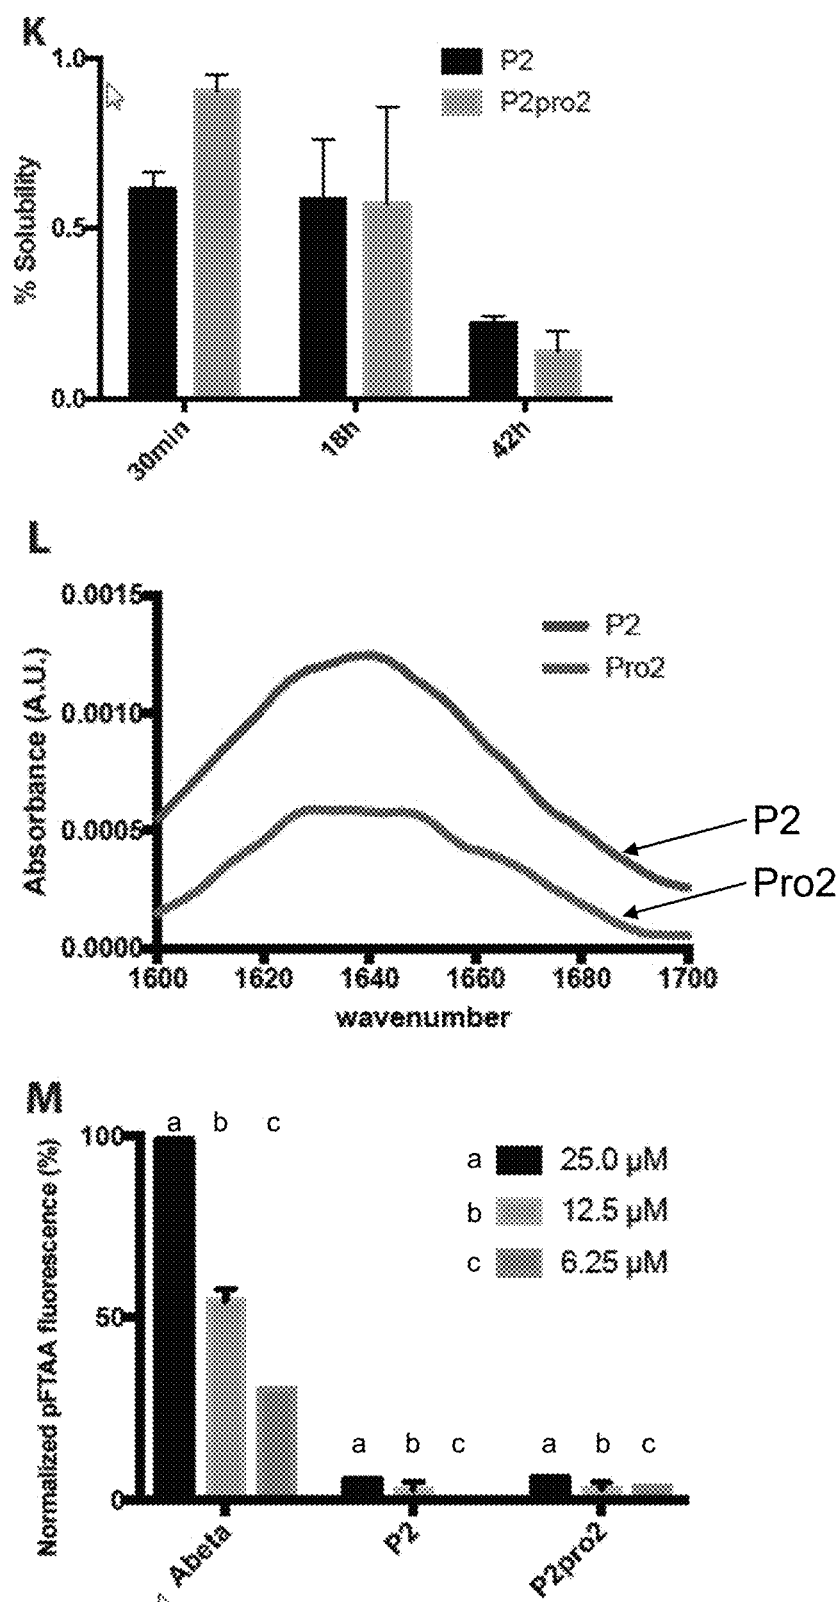 K
1.0
P2
P2pro2
% Solubility
0.5
0.0
30min
18h
42h
L
0.0015
P2
Pro2
Absorbance (A.U.)
0.0010
0.0005
P2
Pro2
0.0000
1600 1620 1640 1660 1680 1700
wavenumber
M
a b c
100
a 25.0 µM
b 12.5 µM
c 6.25 µM
Normalized pFTAA fluorescence (%)
50
a b c a b c
0
Abeta
P2
P2pro2